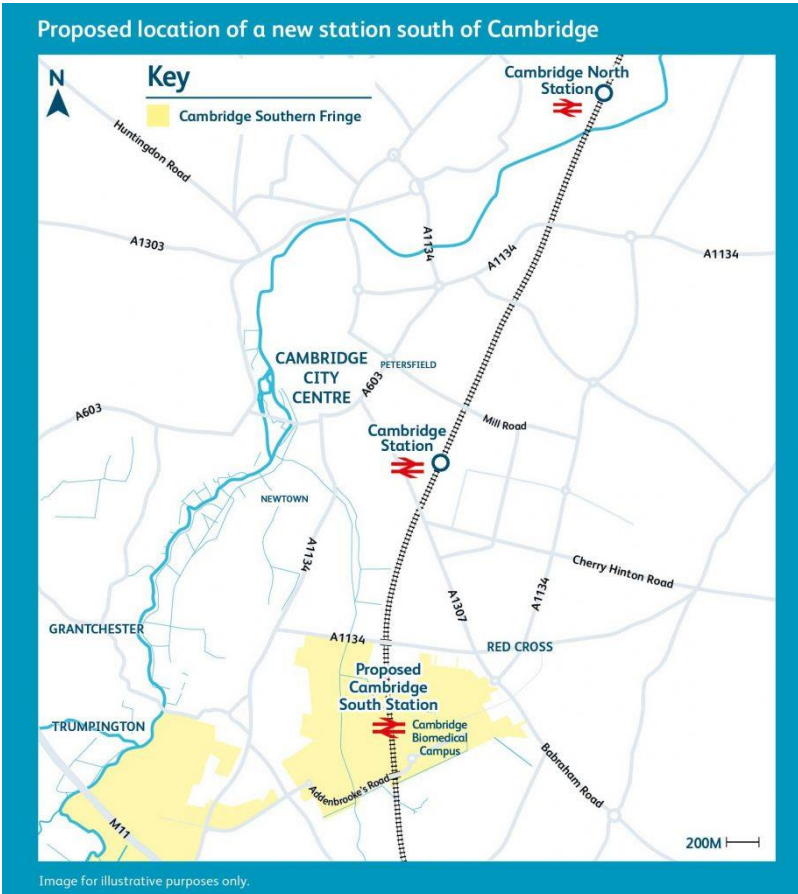 Proposed location of a new station south of Cambridge
N
Key
Cambridge Southern Fringe
Cambridge North
Station
Huntingdon Road
A1303
A1134
A1134
A1134
CAMBRIDGE
CITY
CENTRE
PETERSFIELD
A603
A603
Mill Road
Cambridge
Station
NEWTOWN
A1134
Cherry Hinton Road
A1307
A1134
GRANTCHESTER
A1134
RED CROSS
Proposed
Cambridge
South Station
TRUMPINGTON
Cambridge
Biomedical
Campus
Addenbrooke's Road
Babraham Road
M11
200M
Image for illustrative purposes only.